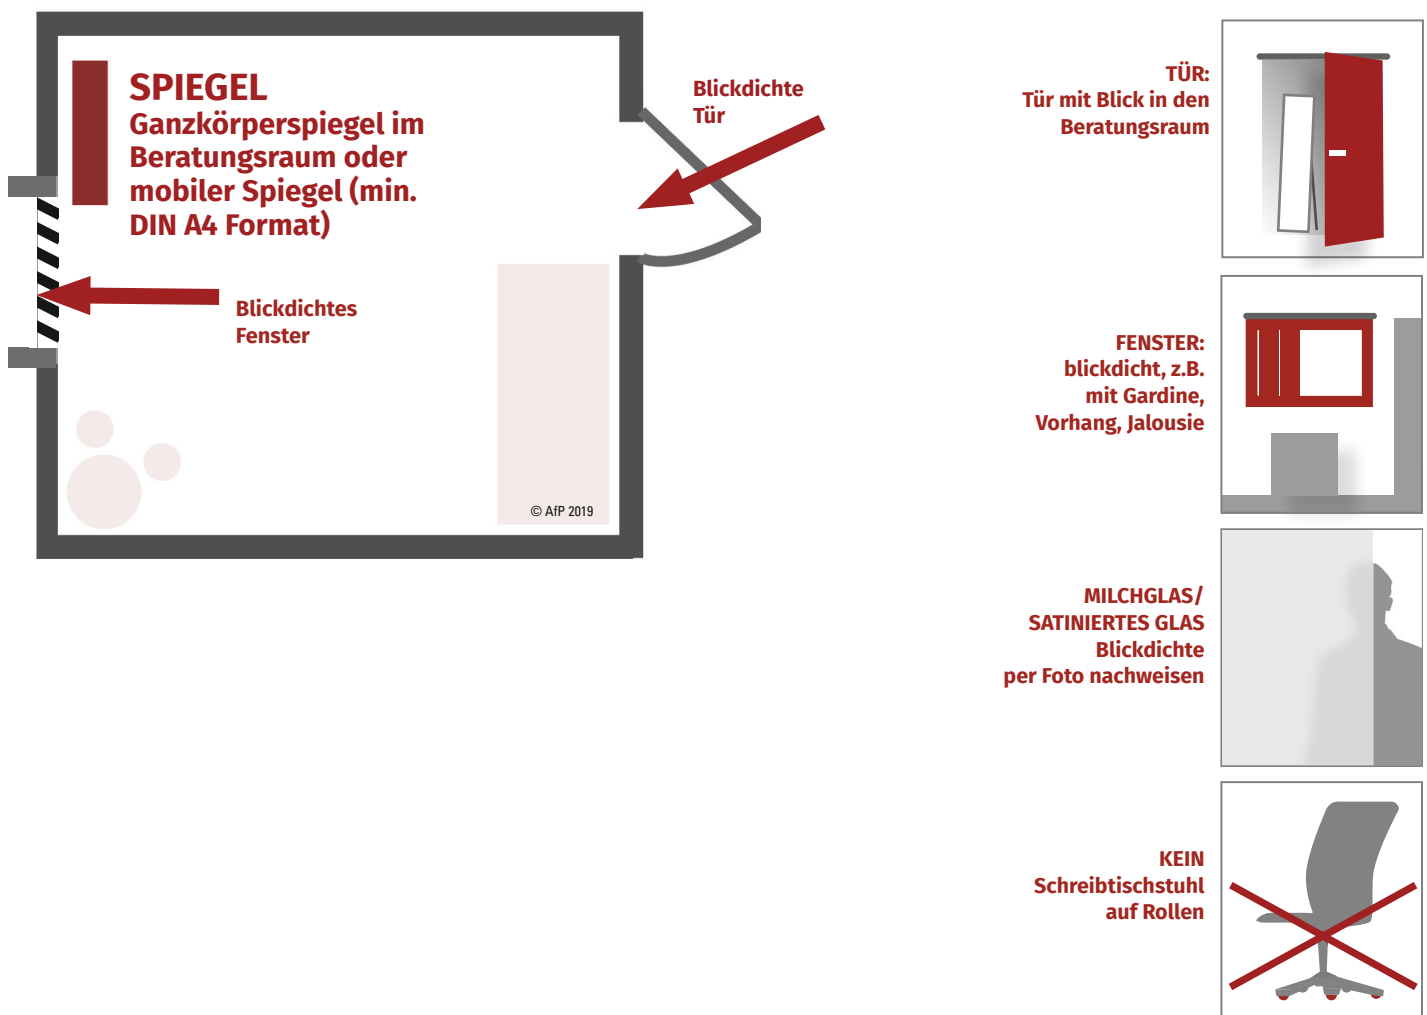 SPIEGEL
Ganzkörperspiegel im
Beratungsraum oder
mobiler Spiegel (min.
DIN A4 Format)
Blickdichte
Tür
Blickdichtes
Fenster
© AfP 2019
TÜR:
Tür mit Blick in den
Beratungsraum
FENSTER:
blickdicht, z.B.
mit Gardine,
Vorhang, Jalousie
MILCHGLAS/
SATINIERTES GLAS
Blickdichte
per Foto nachweisen
KEIN
Schreibtischstuhl
auf Rollen